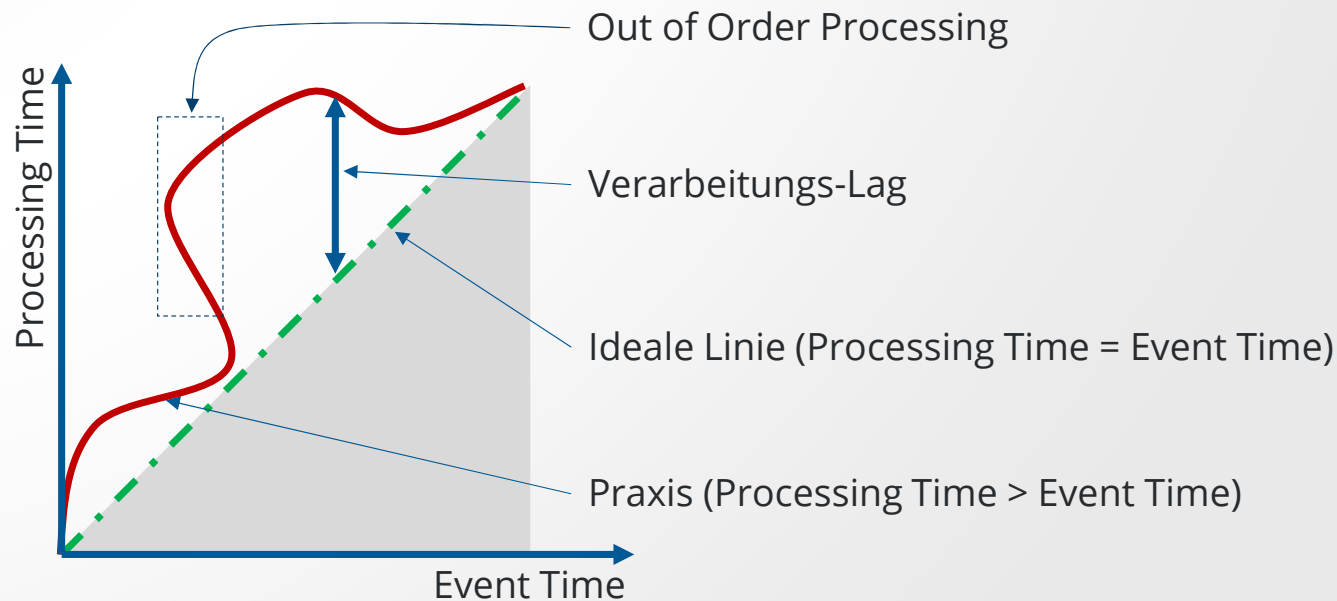 Out of Order Processing
Processing Time
Verarbeitungs-Lag
Ideale Linie (Processing Time = Event Time)
Praxis (Processing Time > Event Time)
Event Time